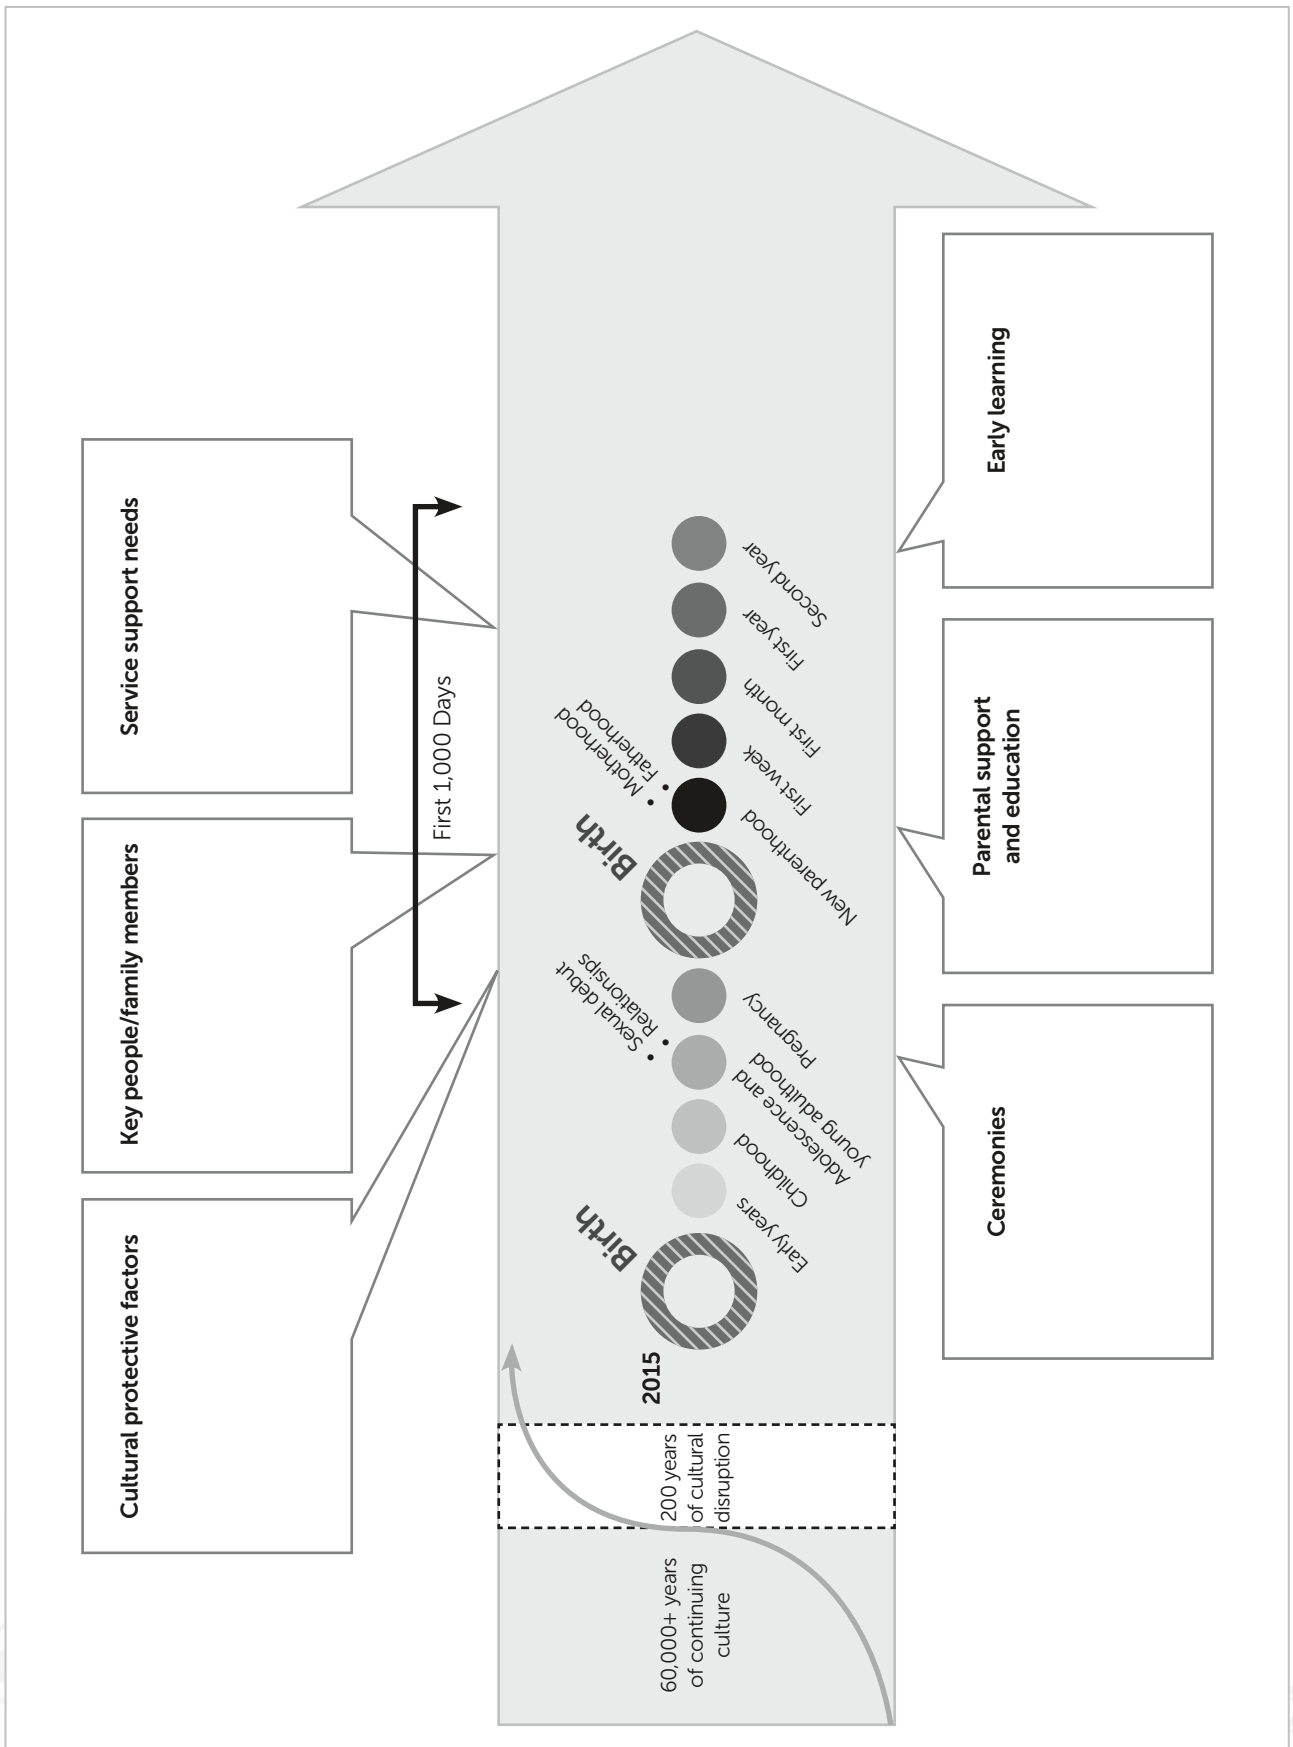 Cultural protective factors
Key people/family members
Service support needs
First 1,000 Days
60,000+ years
of continuing
culture
200 years
of cultural
disruption
2015
Birth
Early years
Childhood
Adolescence and
young adulthood
Sexual debut
Relationsips
Pregnancy
Birth
New parenthood
Motherhood
Fatherhood
First week
First month
First year
Second year
Ceremonies
Parental support
and education
Early learning